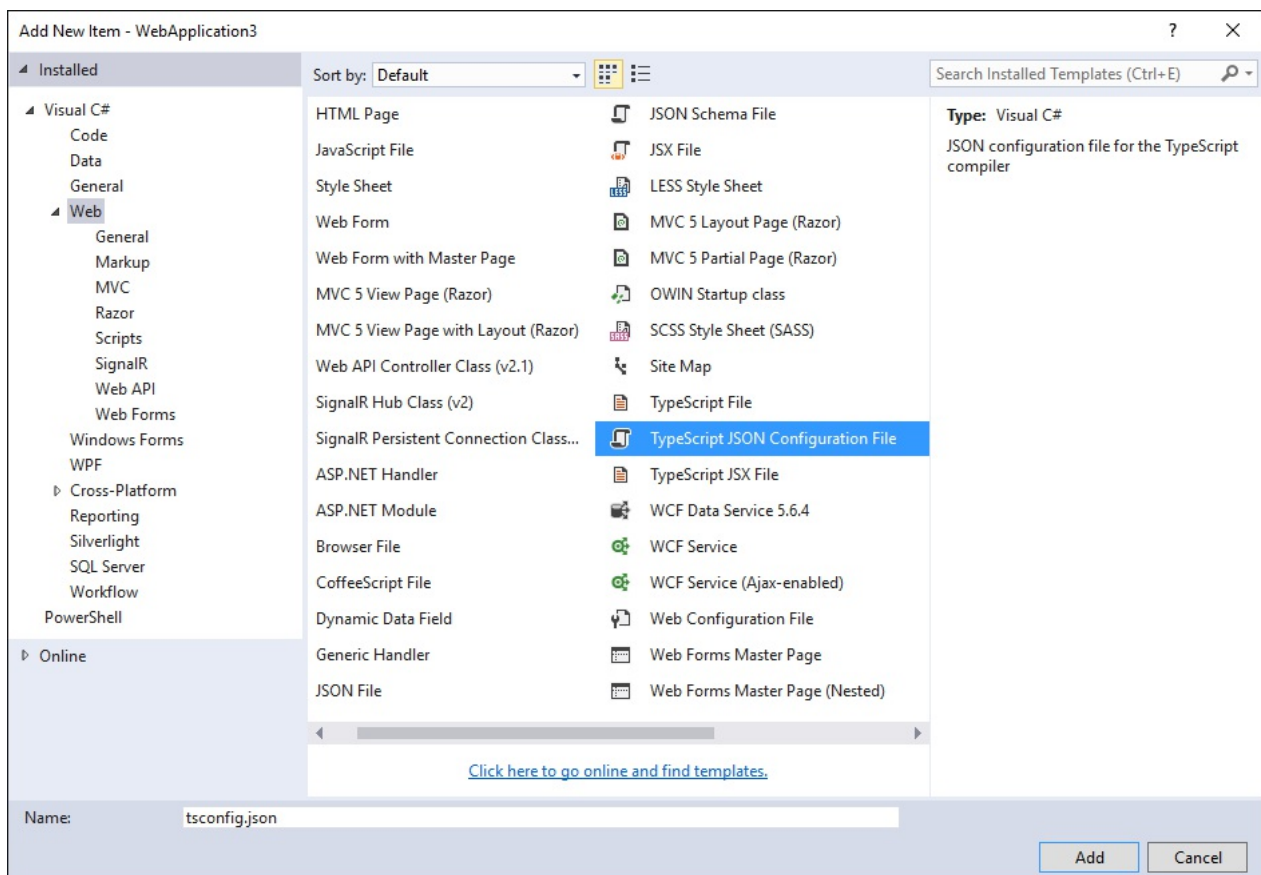 Add New Item - WebApplication3
?
Installed
Sort by: Default
Search Installed Templates (Ctrl+E)
Visual C#
Code
Data
General
Web
General
Markup
MVC
Razor
Scripts
SignalR
Web API
Web Forms
Windows Forms
WPF
Cross-Platform
Reporting
Silverlight
SQL Server
Workflow
PowerShell
Online
HTML Page
JavaScript File
Style Sheet
Web Form
Web Form with Master Page
MVC 5 View Page (Razor)
MVC 5 View Page with Layout (Razor)
Web API Controller Class (v2.1)
SignalR Hub Class (v2)
SignalR Persistent Connection Class...
ASP.NET Handler
ASP.NET Module
Browser File
CoffeeScript File
Dynamic Data Field
Generic Handler
JSON File
JSON Schema File
JSX File
LESS Style Sheet
MVC 5 Layout Page (Razor)
MVC 5 Partial Page (Razor)
OWIN Startup class
SCSS Style Sheet (SASS)
Site Map
TypeScript File
TypeScript JSON Configuration File
TypeScript JSX File
WCF Data Service 5.6.4
WCF Service
WCF Service (Ajax-enabled)
Web Configuration File
Web Forms Master Page
Web Forms Master Page (Nested)
Type: Visual C#
JSON configuration file for the TypeScript
compiler
Click here to go online and find templates.
Name: tsconfig.json
Add
Cancel